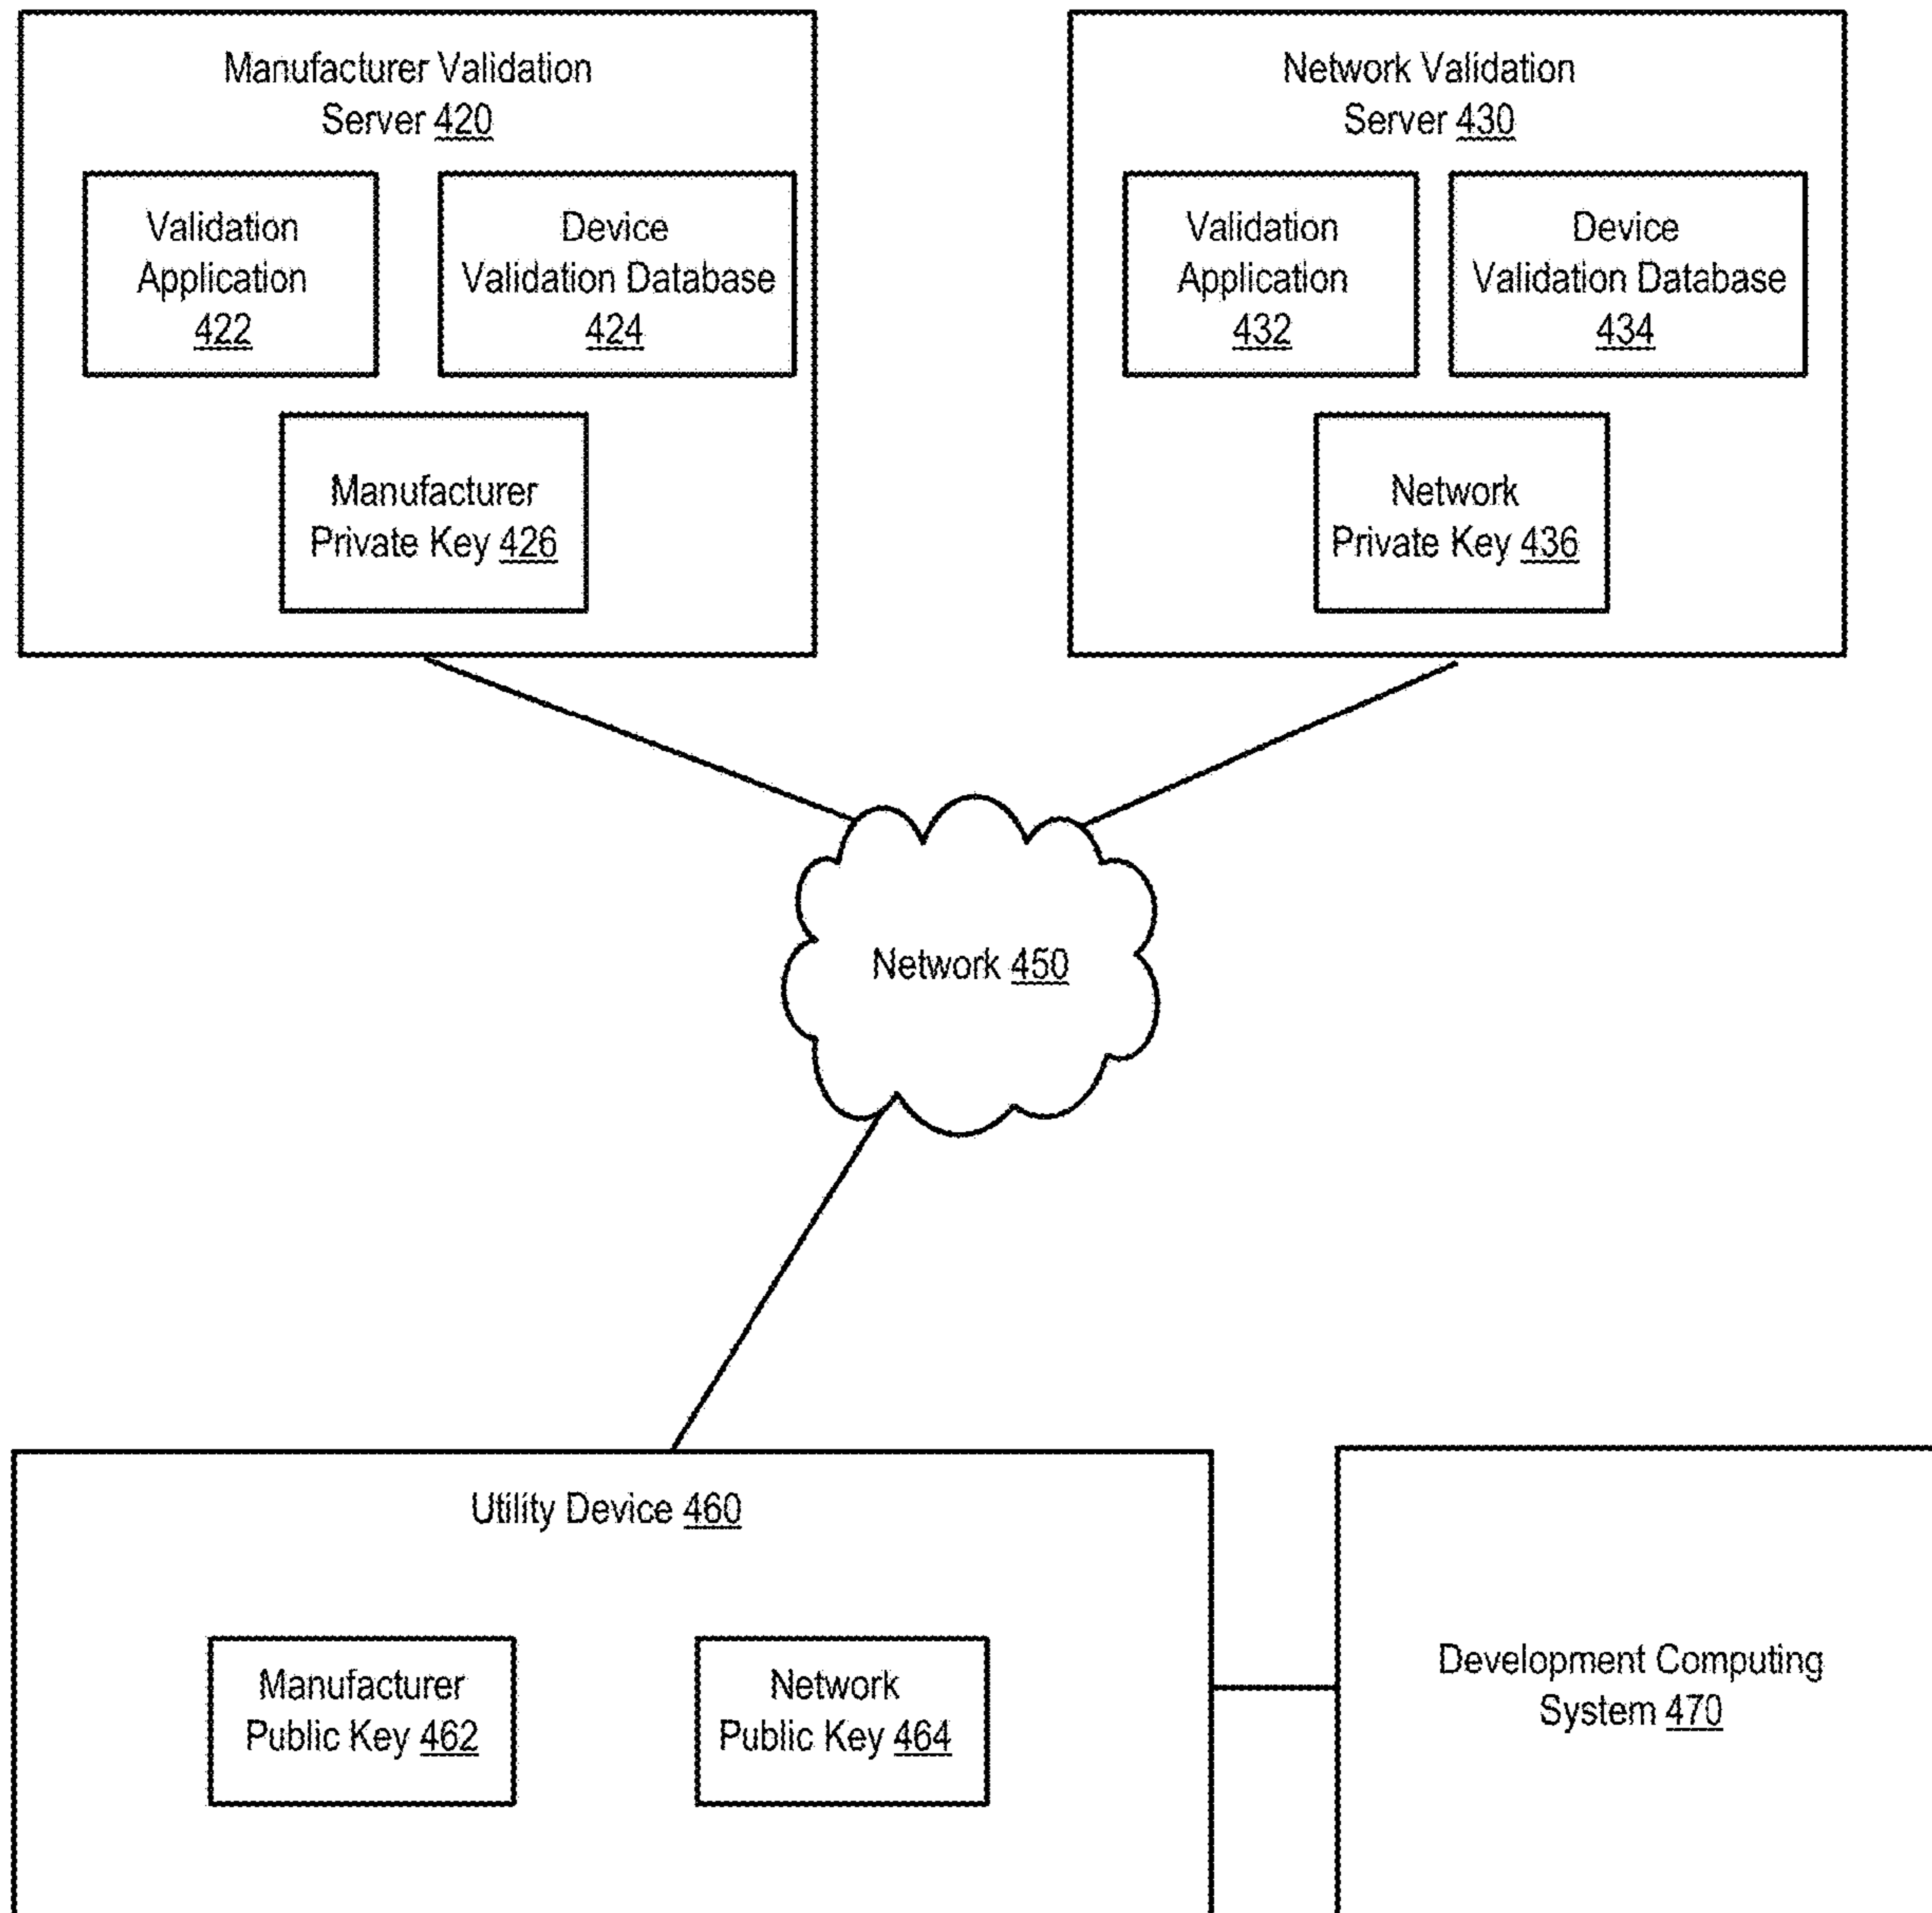 Manufacturer Validation
Server 420
Validation
Application
422
Device
Validation Database
424
Manufacturer
Private Key 426
Network Validation
Server 430
Validation
Application
432
Device
Validation Database
434
Network
Private Key 436
Network 450
Utility Device 460
Manufacturer
Public Key 462
Network
Public Key 464
Development Computing
System 470